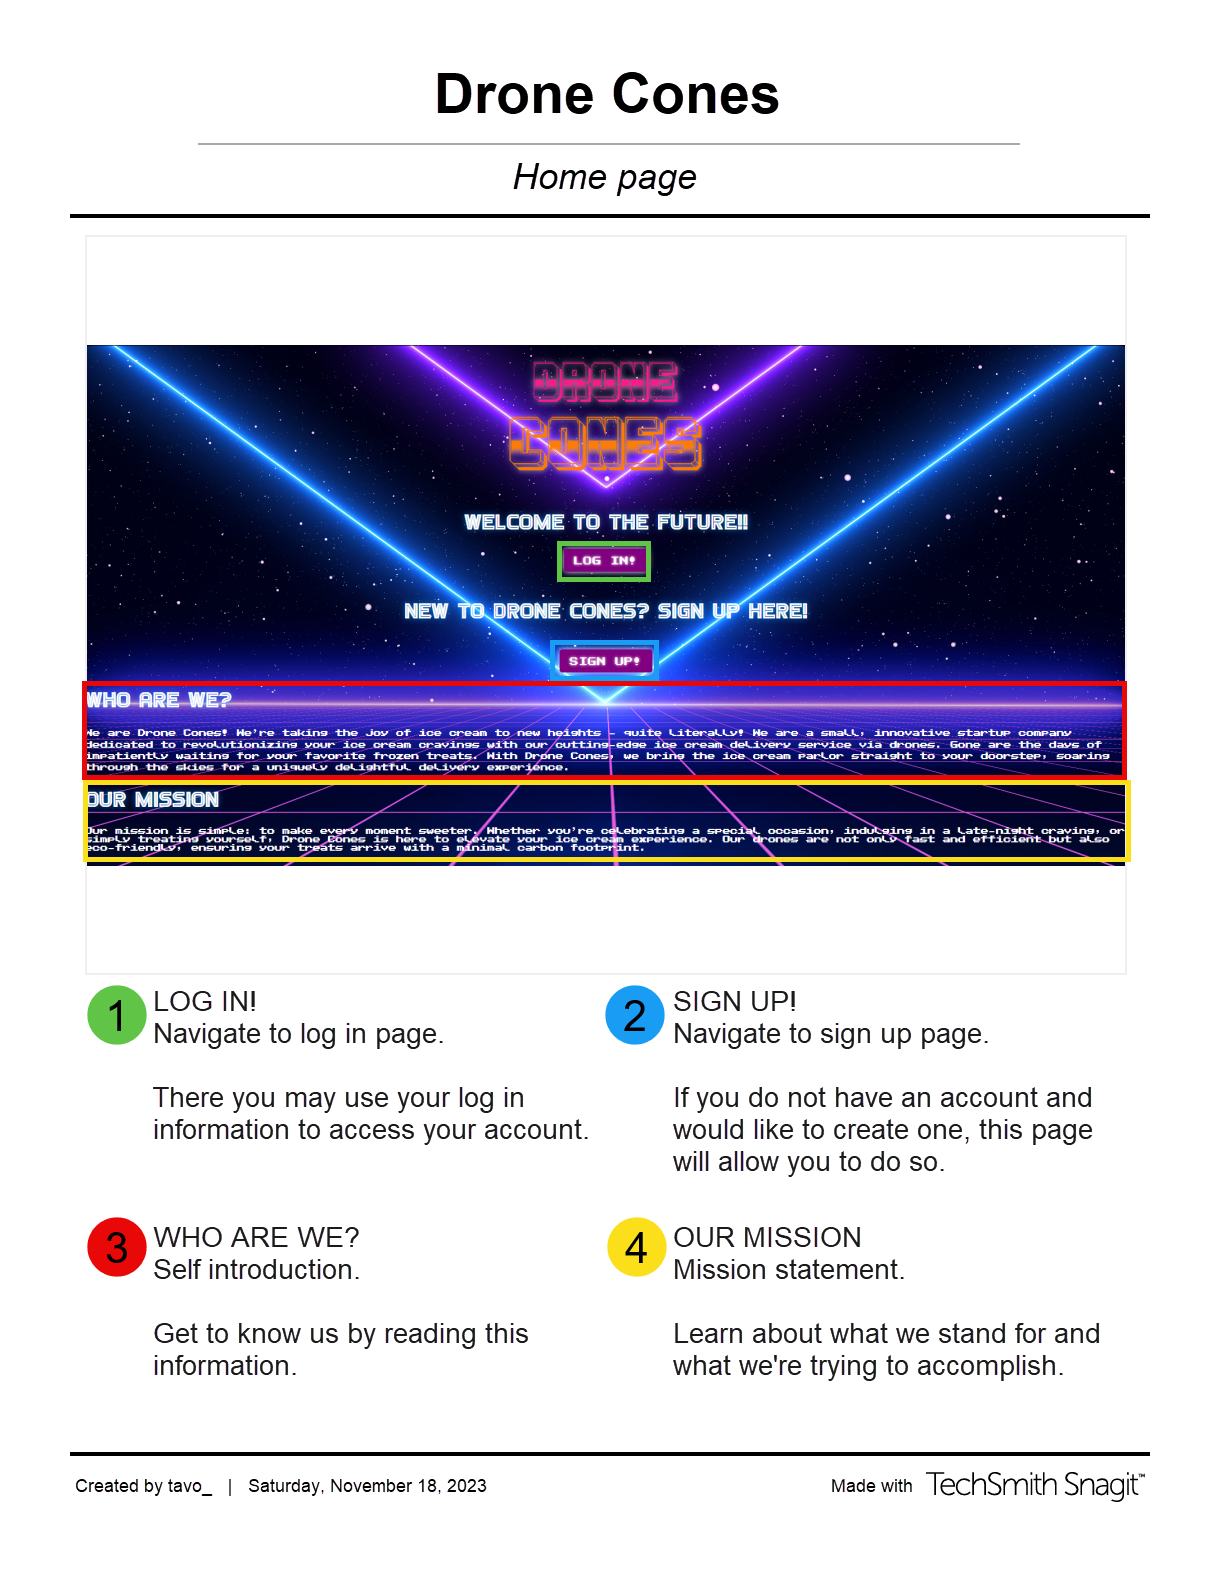 Drone Cones
Home page
DRONE
CONES
WELCOME TO THE FUTURE!!
LOG IN!
NEW TO DRONE CONES? SIGN UP HERE!
SIGN UP!
WHO ARE WE?
We are Drone Cones! We're taking the Joy of ice cream to new heights - quite literally! We are a small, innovative startup company
dedicated to revolutionizing your ice cream cravings with our cutting-edge ice cream delivery service via drones. Gone are the days of
impatiently waiting for your favorite frozen treats. With Drone Cones, we bring the ice cream parlor straight to your doorstep, soaring
through the skies for a uniquely delightful delivery experience.
OUR MISSION
Our mission is simple: to make every moment sweeter. Whether you're celebrating a special occasion, indulging in a late-night craving, or
simply treating yourself, Drone Cones is here to elevate your ice cream experience. Our drones are not only fast and efficient but also
eco-friendly, ensuring your treats arrive with a minimal carbon footprint.
1 LOG IN!
Navigate to log in page.
There you may use your log in
information to access your account.
2 SIGN UP!
Navigate to sign up page.
If you do not have an account and
would like to create one, this page
will allow you to do so.
3 WHO ARE WE?
Self introduction.
Get to know us by reading this
information.
4 OUR MISSION
Mission statement.
Learn about what we stand for and
what we're trying to accomplish.
Created by tavo_ | Saturday, November 18, 2023
Made with TechSmith Snagit™